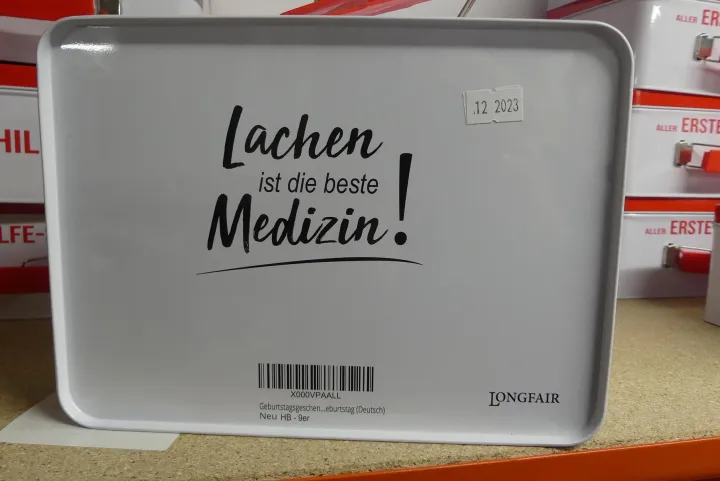 ALLER ER
.12 2023
Lachen
ist die beste
Medizin!
HIL
ALLER ERSTE
LFE-
ALLER ERSTE
X000VPAALL
Geburtstagsgeschen...eburtstag (Deutsch)
Neu HB - 9er
LONGFAIR